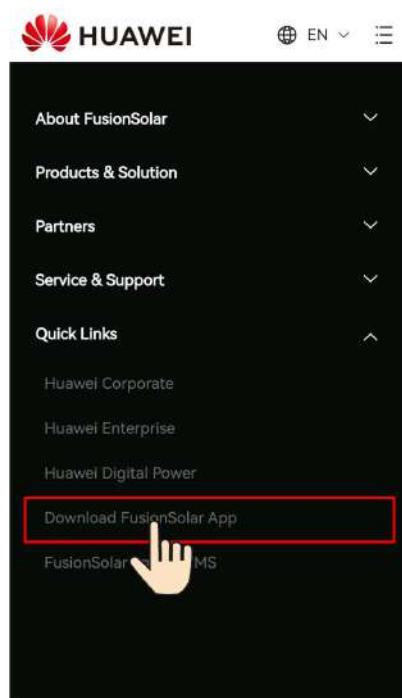 HUAWEI EN
About FusionSolar
Products & Solution
Partners
Service & Support
Quick Links
Huawei Corporate
Huawei Enterprise
Huawei Digital Power
Download FusionSolar App
FusionSolar MS